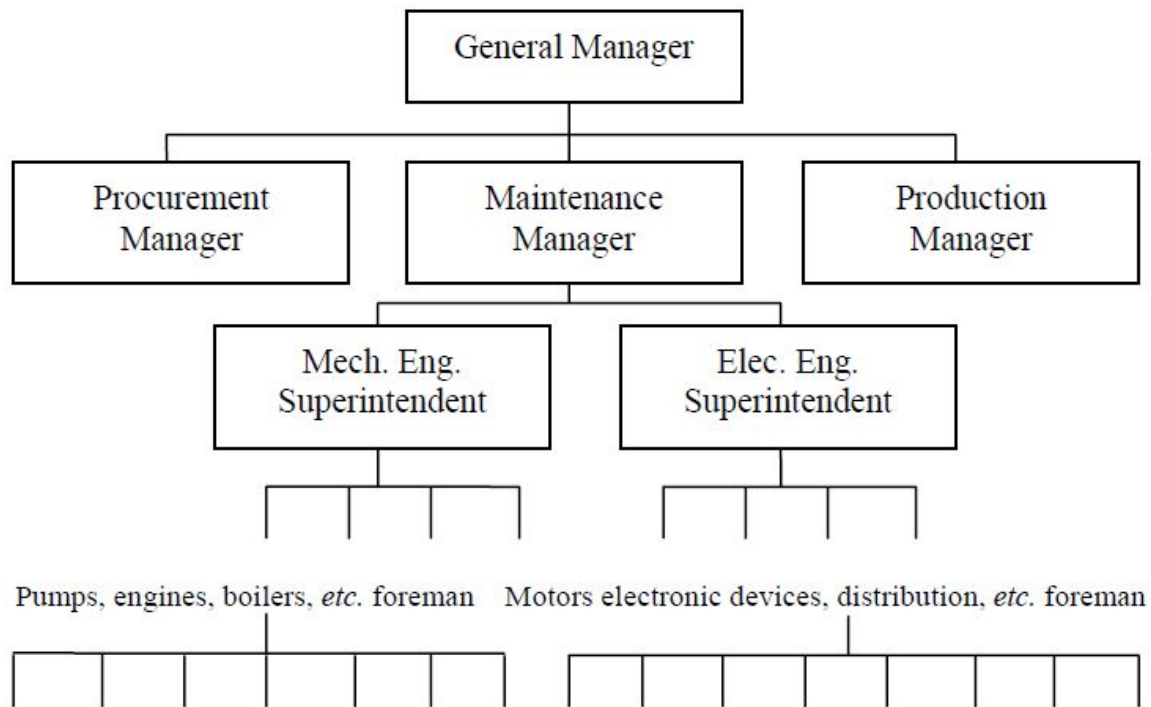 General Manager
Procurement
Manager
Maintenance
Manager
Production
Manager
Mech. Eng.
Superintendent
Elec. Eng.
Superintendent
Pumps, engines, boilers, etc. foreman
Motors electronic devices, distribution, etc. foreman